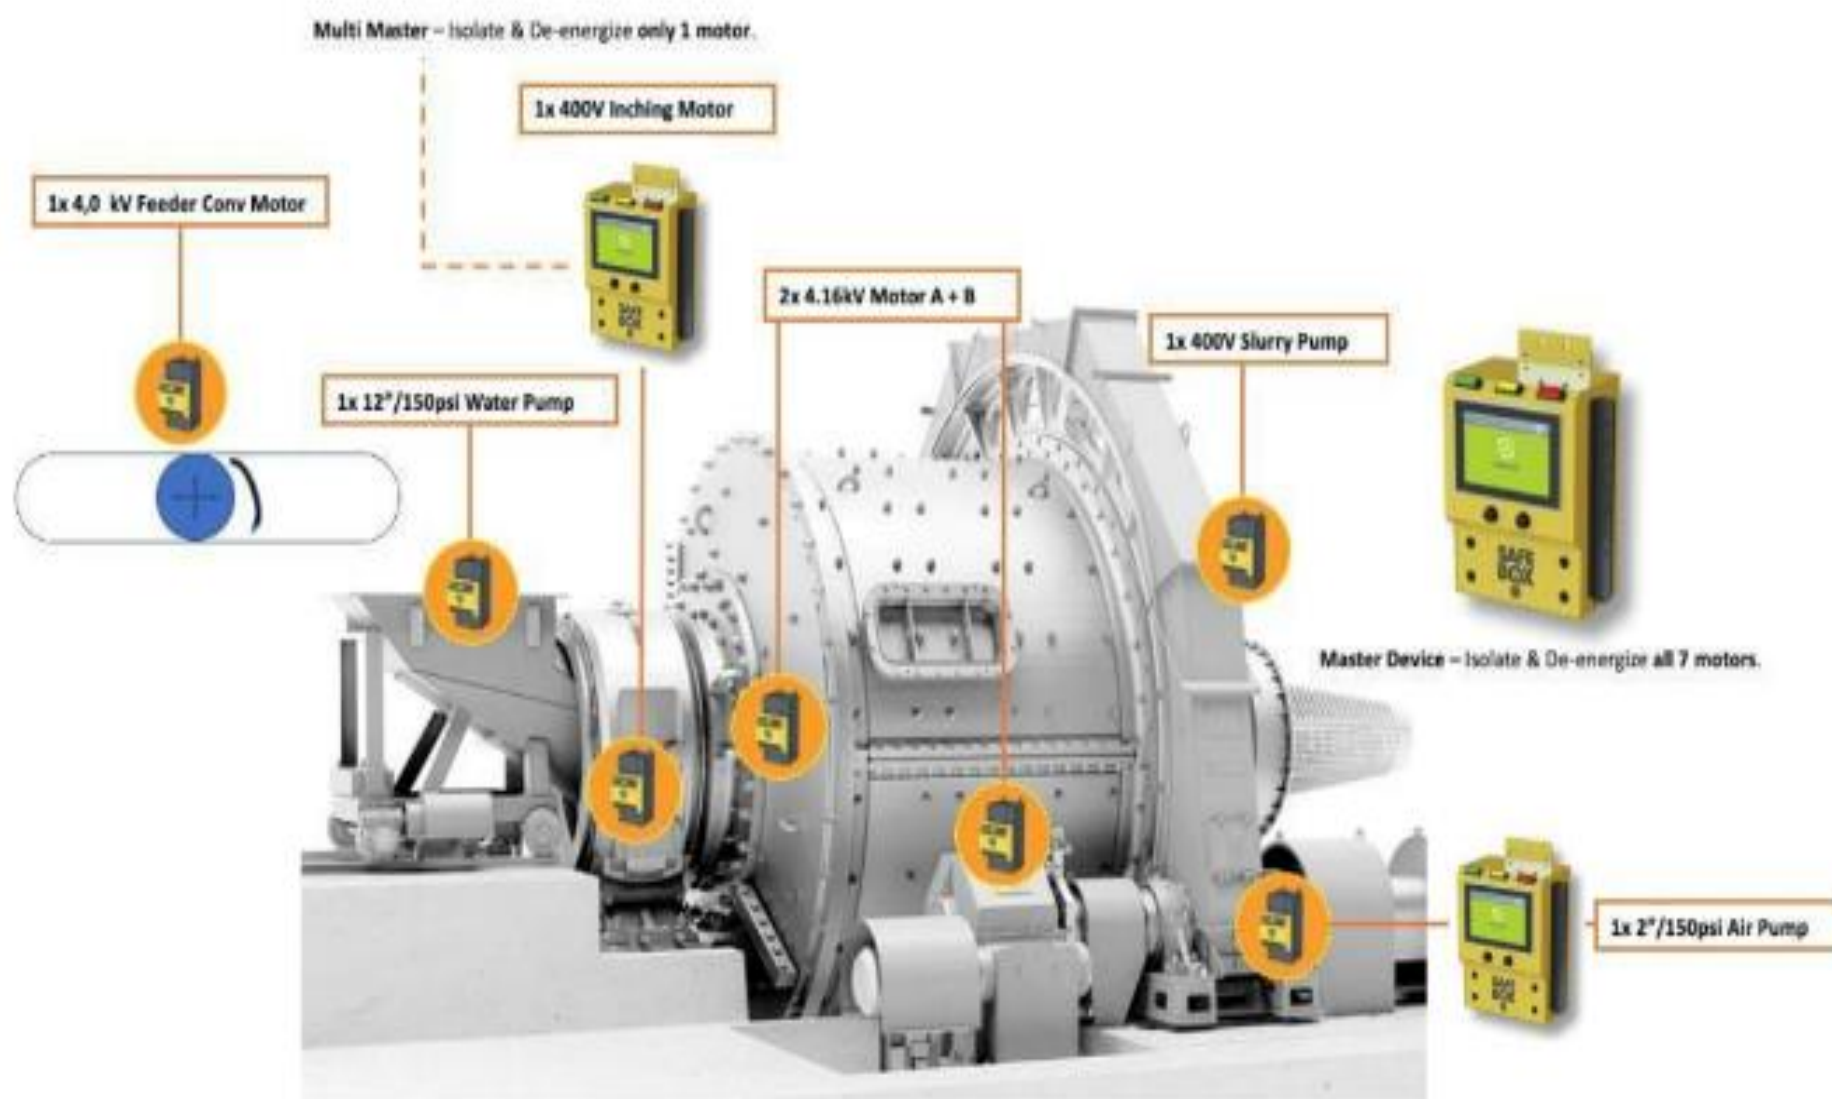 Multi Master – Isolate & De-energize only 1 motor.
1x 400V Inching Motor
1x 4,0 kV Feeder Conv Motor
2x 4.16kV Motor A + B
1x 400V Slurry Pump
1x 12"/150psi Water Pump
SAFE
BOX
Master Device – Isolate & De-energize all 7 motors.
1x 2"/150psi Air Pump